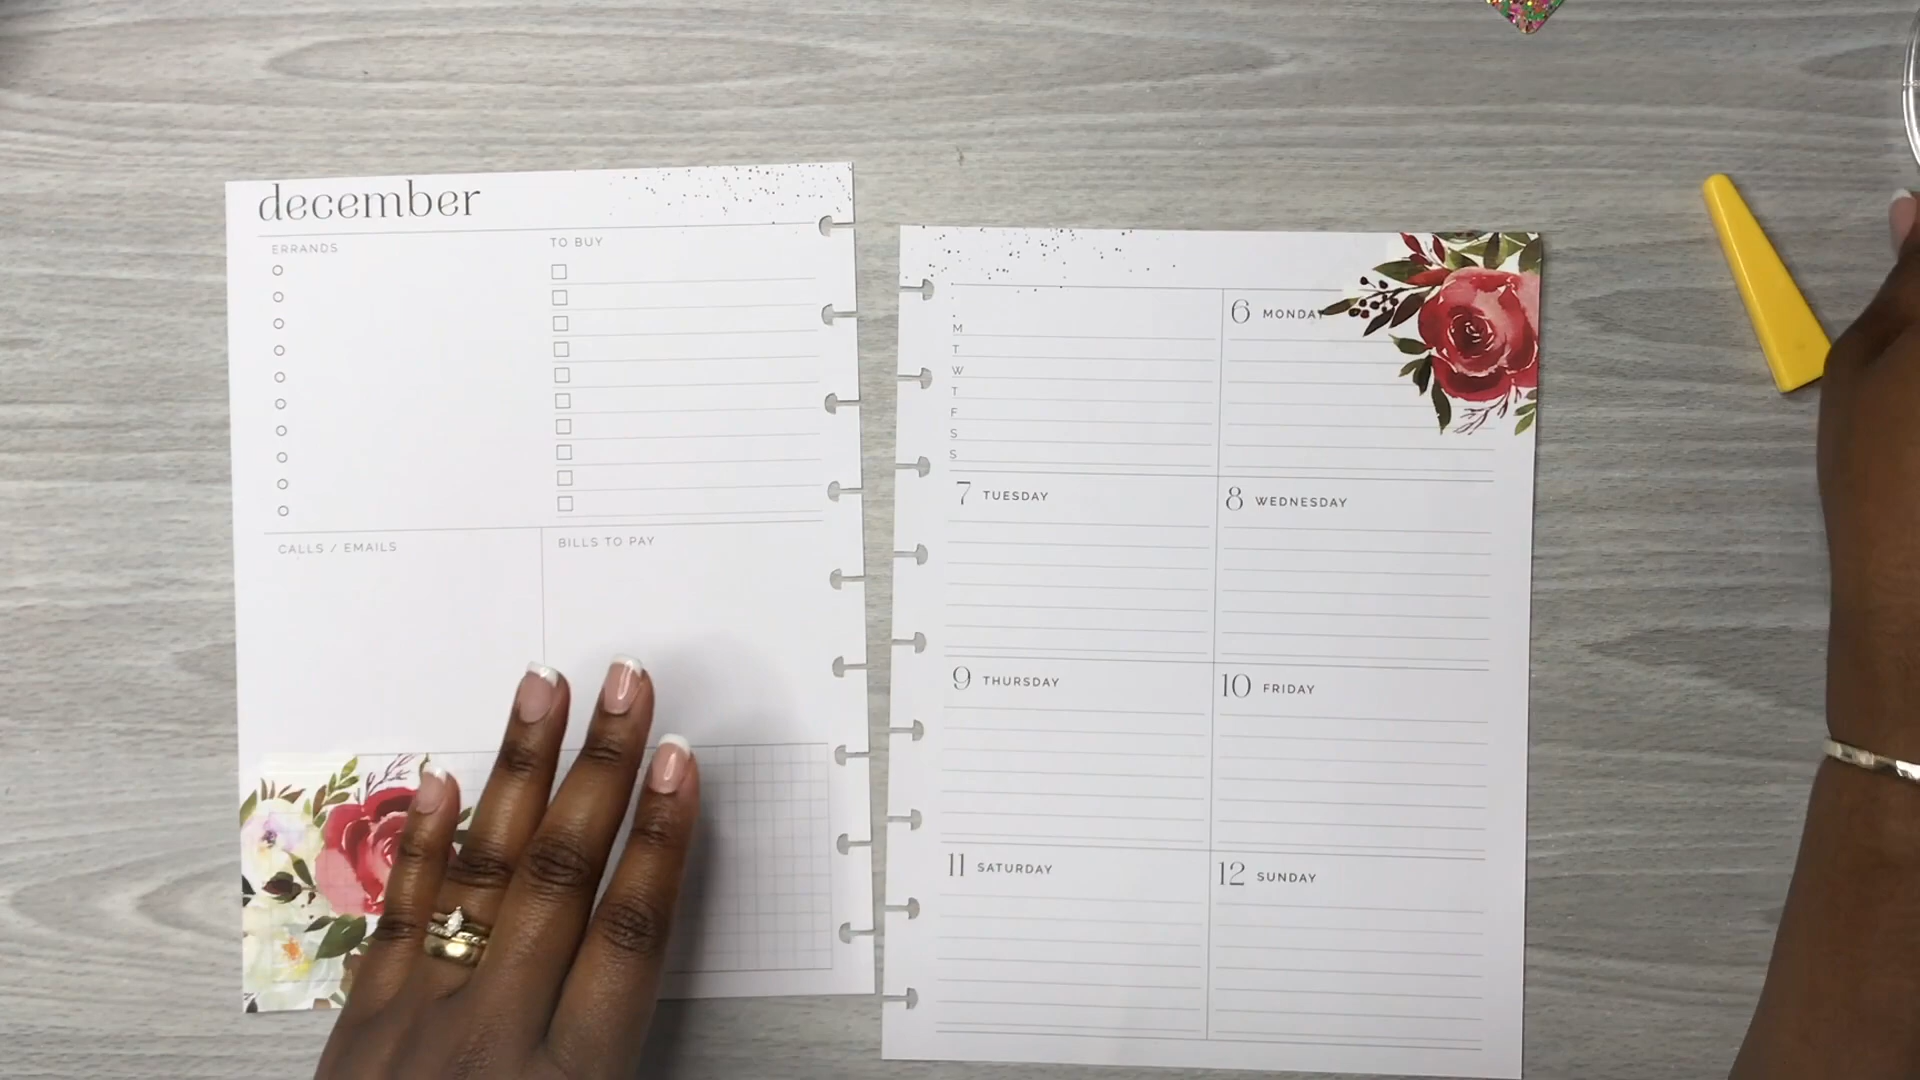 december
ERRANDS
TO BUY
CALLS / EMAILS
BILLS TO PAY
M
T
W
T
F
S
S
6 MONDAY
7 TUESDAY
8 WEDNESDAY
9 THURSDAY
10 FRIDAY
11 SATURDAY
12 SUNDAY